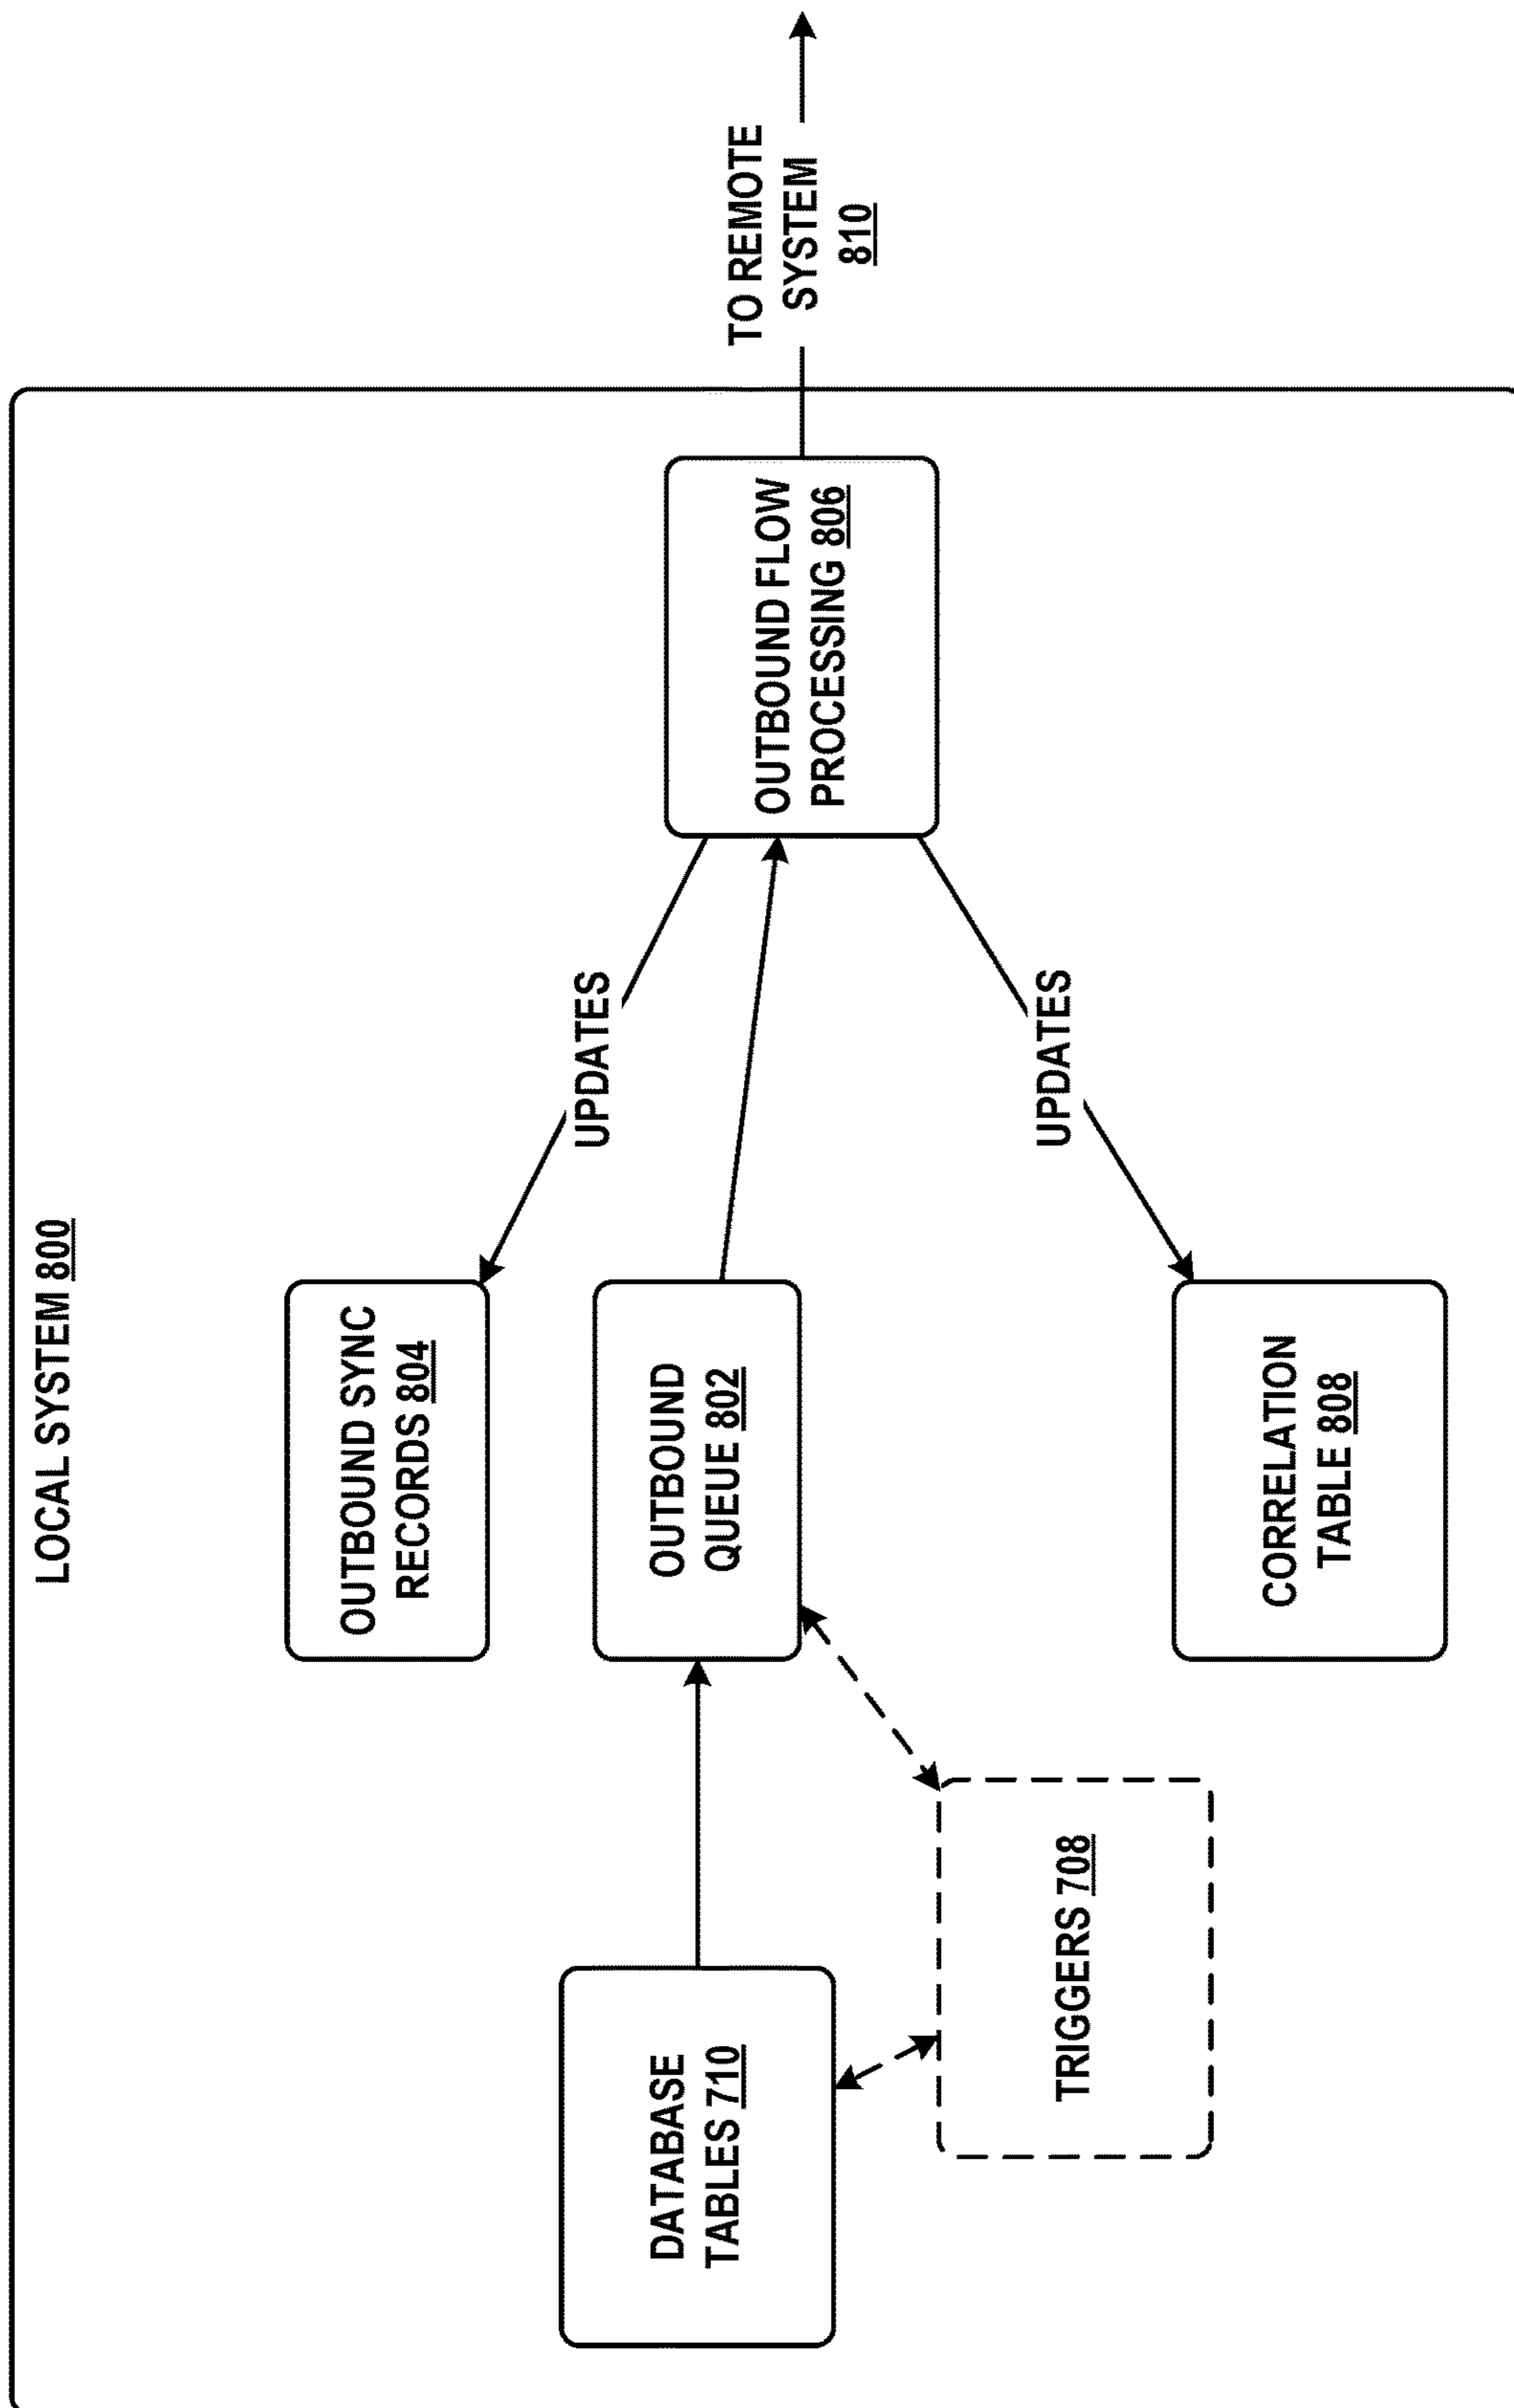 LOCAL SYSTEM 800
OUTBOUND SYNC
RECORDS 804
UPDATES
DATABASE
TABLES 710
OUTBOUND
QUEUE 802
OUTBOUND FLOW
PROCESSING 806
TO REMOTE
SYSTEM
810
TRIGGERS 708
UPDATES
CORRELATION
TABLE 808